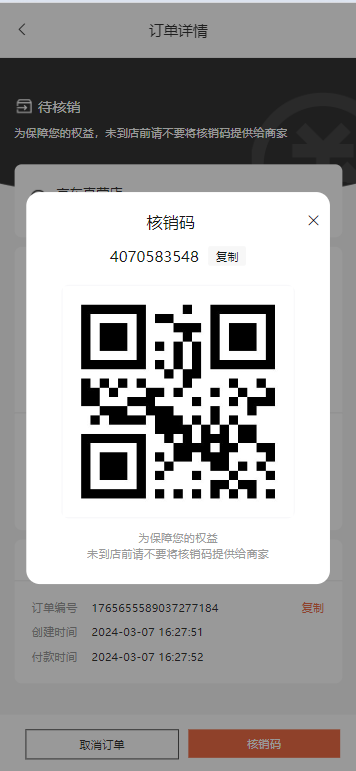 订单详情
待核销
为保障您的权益，未到店前请不要将核销码提供给商家
核销码
4070583548 复制
为保障您的权益
未到店前请不要将核销码提供给商家
订单编号 1765655589037277184 复制
创建时间 2024-03-07 16:27:51
付款时间 2024-03-07 16:27:52
取消订单 核销码